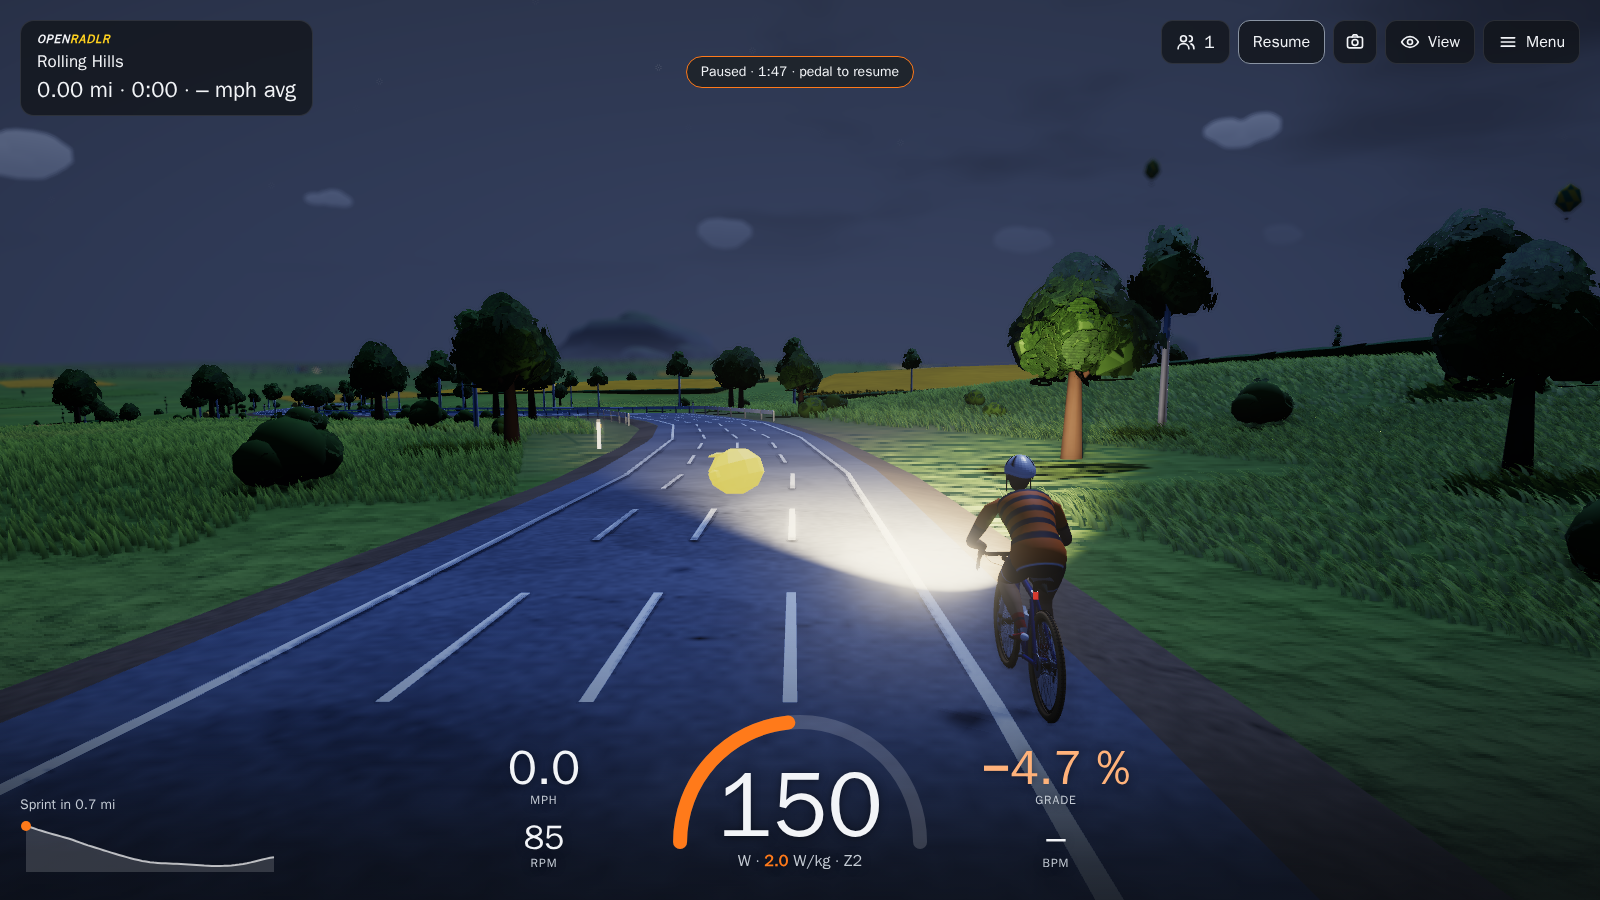 OPENRADLR
Rolling Hills
0.00 mi · 0:00 · – mph avg
Paused · 1:47 · pedal to resume
1
Resume
View
Menu
Sprint in 0.7 mi
0.0
MPH
85
RPM
150
W · 2.0 W/kg · Z2
−4.7 %
GRADE
–
BPM